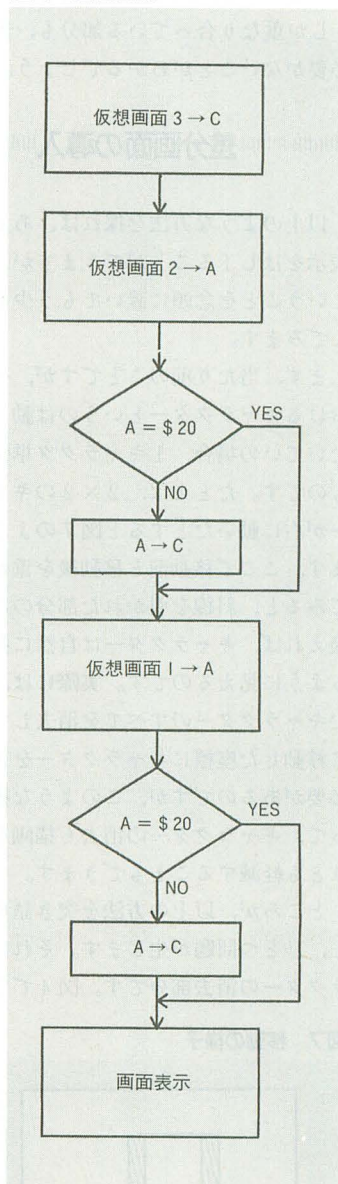 仮想画面3→C
仮想画面2→A
A＝$20
YES
NO
A→C
仮想画面1→A
A＝$20
YES
NO
A→C
画面表示